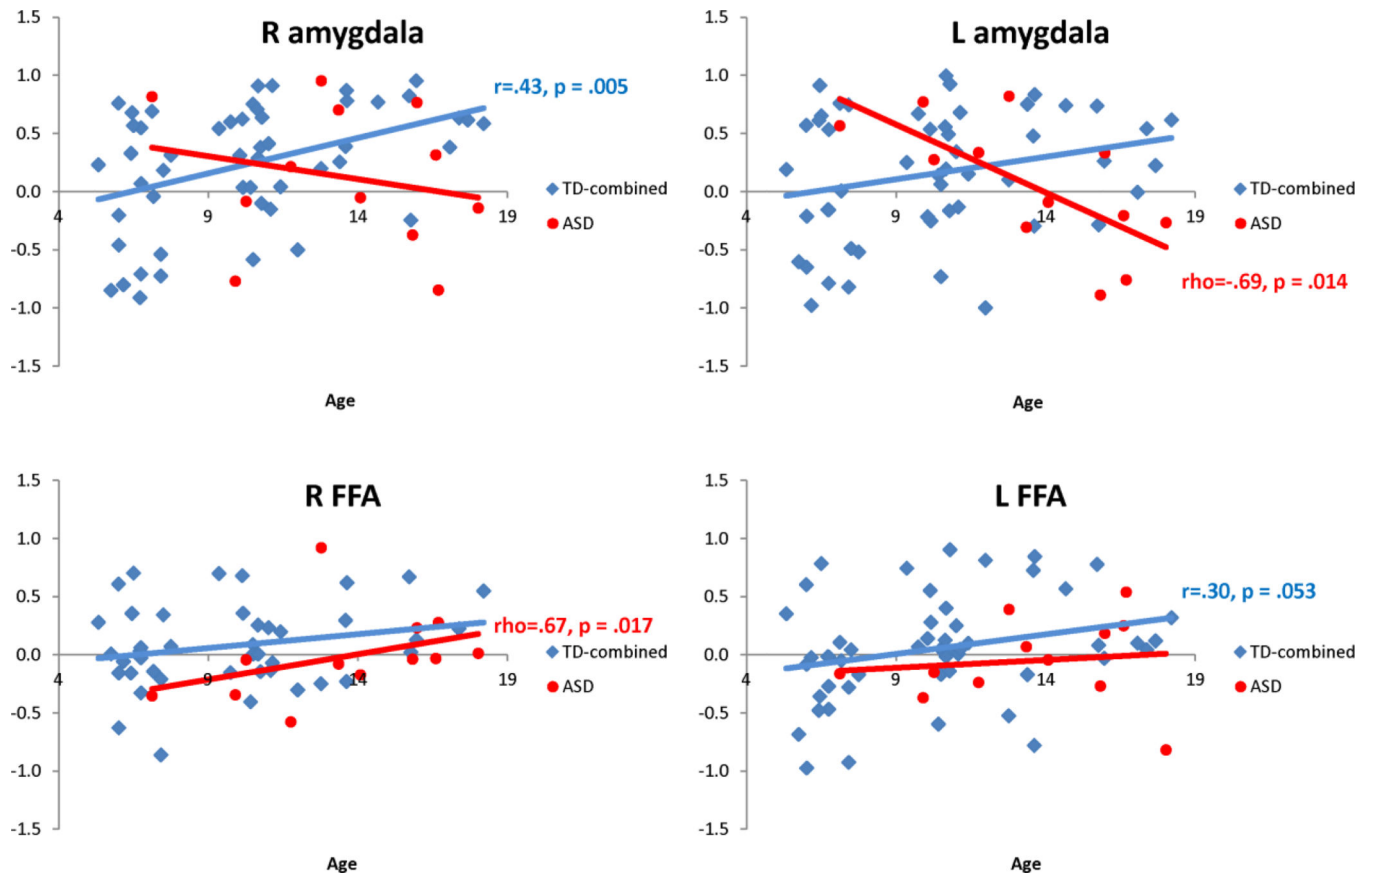 R amygdala
1.5
1.0
0.5
0.0
-0.5
-1.0
-1.5
4
9
14
19
r=.43, p = .005
TD-combined
ASD
Age
L amygdala
1.5
1.0
0.5
0.0
-0.5
-1.0
-1.5
4
9
14
19
TD-combined
ASD
rho=-.69, p = .014
Age
R FFA
1.5
1.0
0.5
0.0
-0.5
-1.0
-1.5
4
9
14
19
rho=.67, p = .017
TD-combined
ASD
Age
L FFA
1.5
1.0
0.5
0.0
-0.5
-1.0
-1.5
4
9
14
19
r=.30, p = .053
TD-combined
ASD
Age